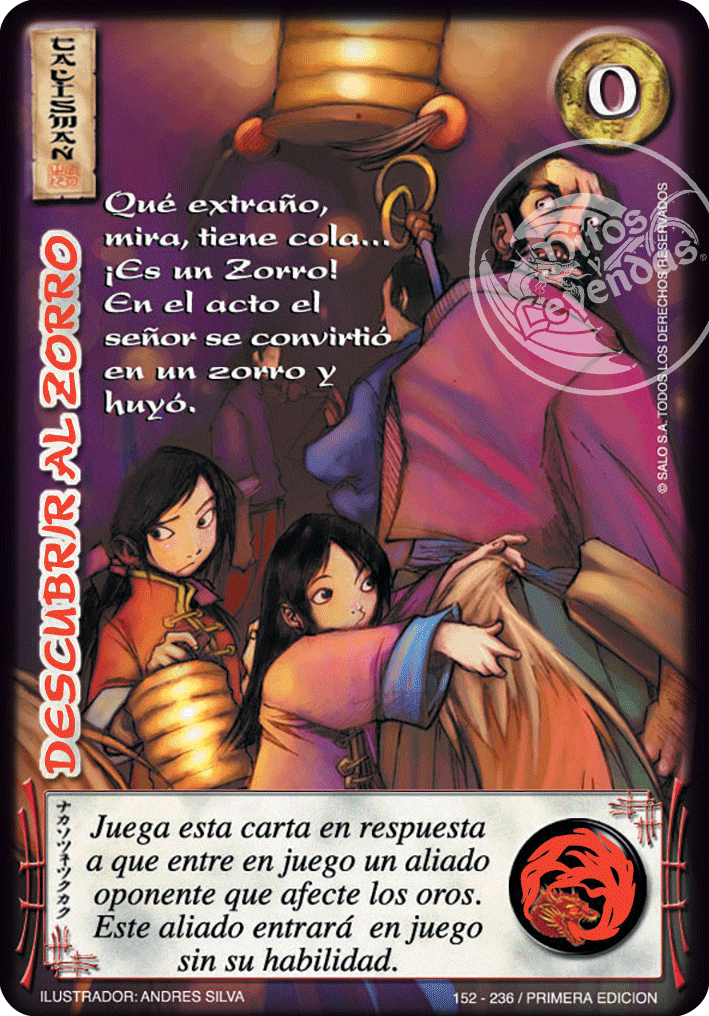 TALISMAN
0
Qué extraño,
mira, tiene cola...
¡Es un Zorro!
En el acto el
señor se convirtió
en un zorro y
huyó.
Mitos
y
Leyendas®
© SALO S.A. TODOS LOS DERECHOS RESERVADOS
DESCUBRIR AL ZORRO
ナカソツネツクカク
Juega esta carta en respuesta
a que entre en juego un aliado
oponente que afecte los oros.
Este aliado entrará en juego
sin su habilidad.
ILUSTRADOR: ANDRES SILVA
152 - 236 / PRIMERA EDICION